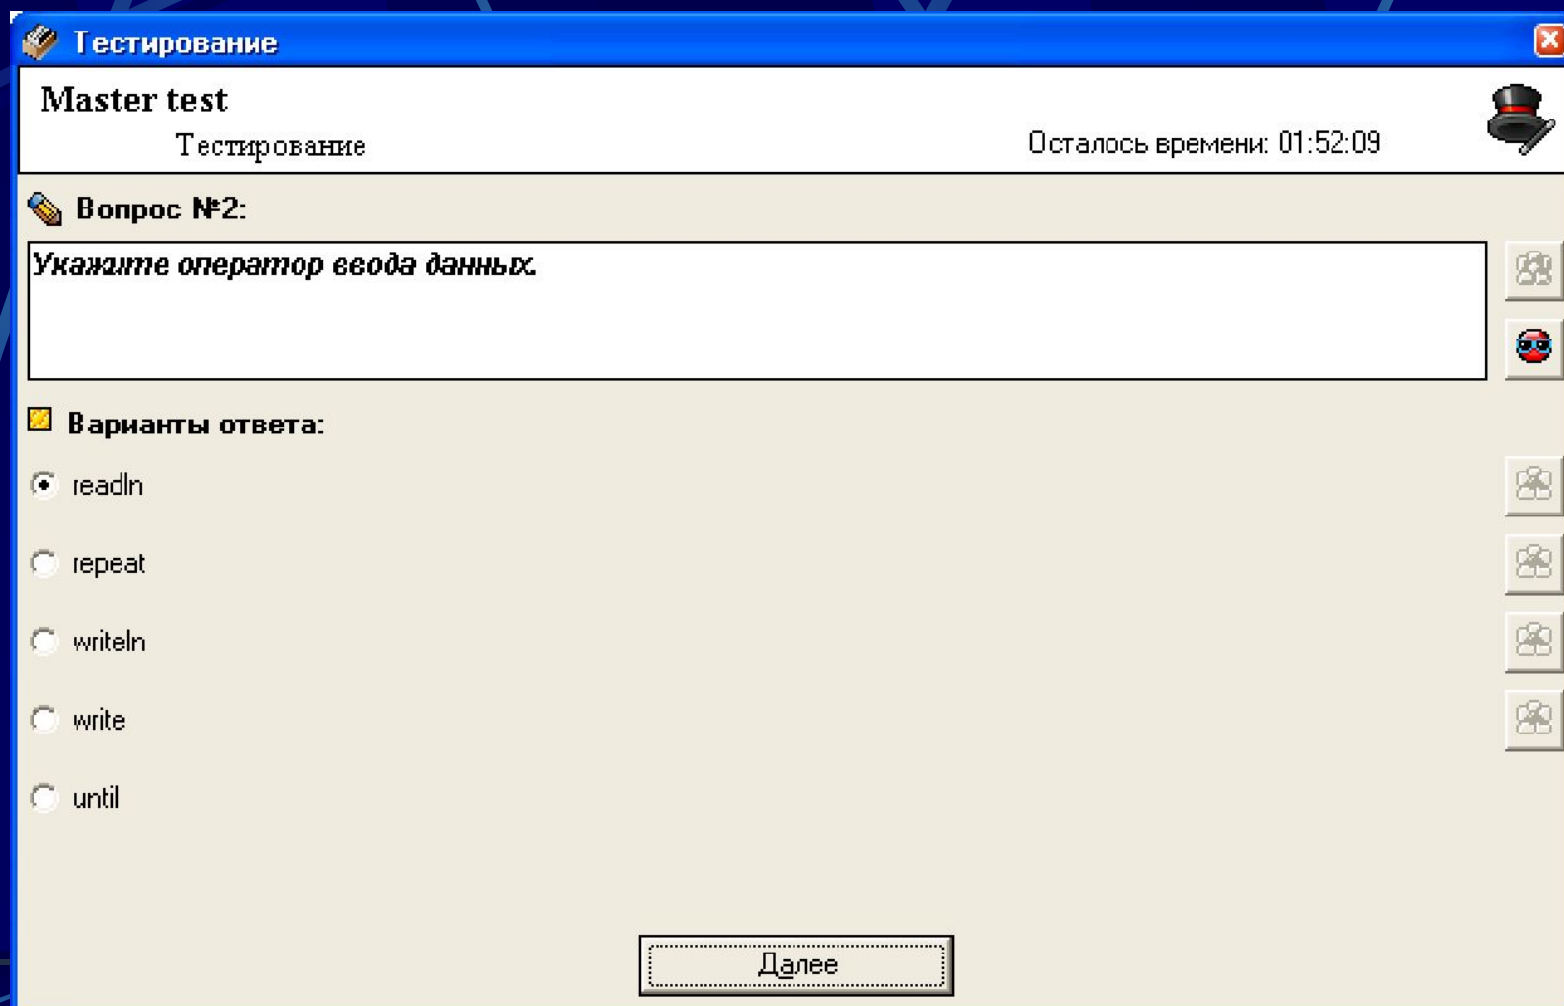 Тестирование
Master test
Тестирование
Осталось времени: 01:52:09
Вопрос №2:
Укажите оператор ввода данных.
Варианты ответа:
readln
repeat
writeln
write
until
Далее